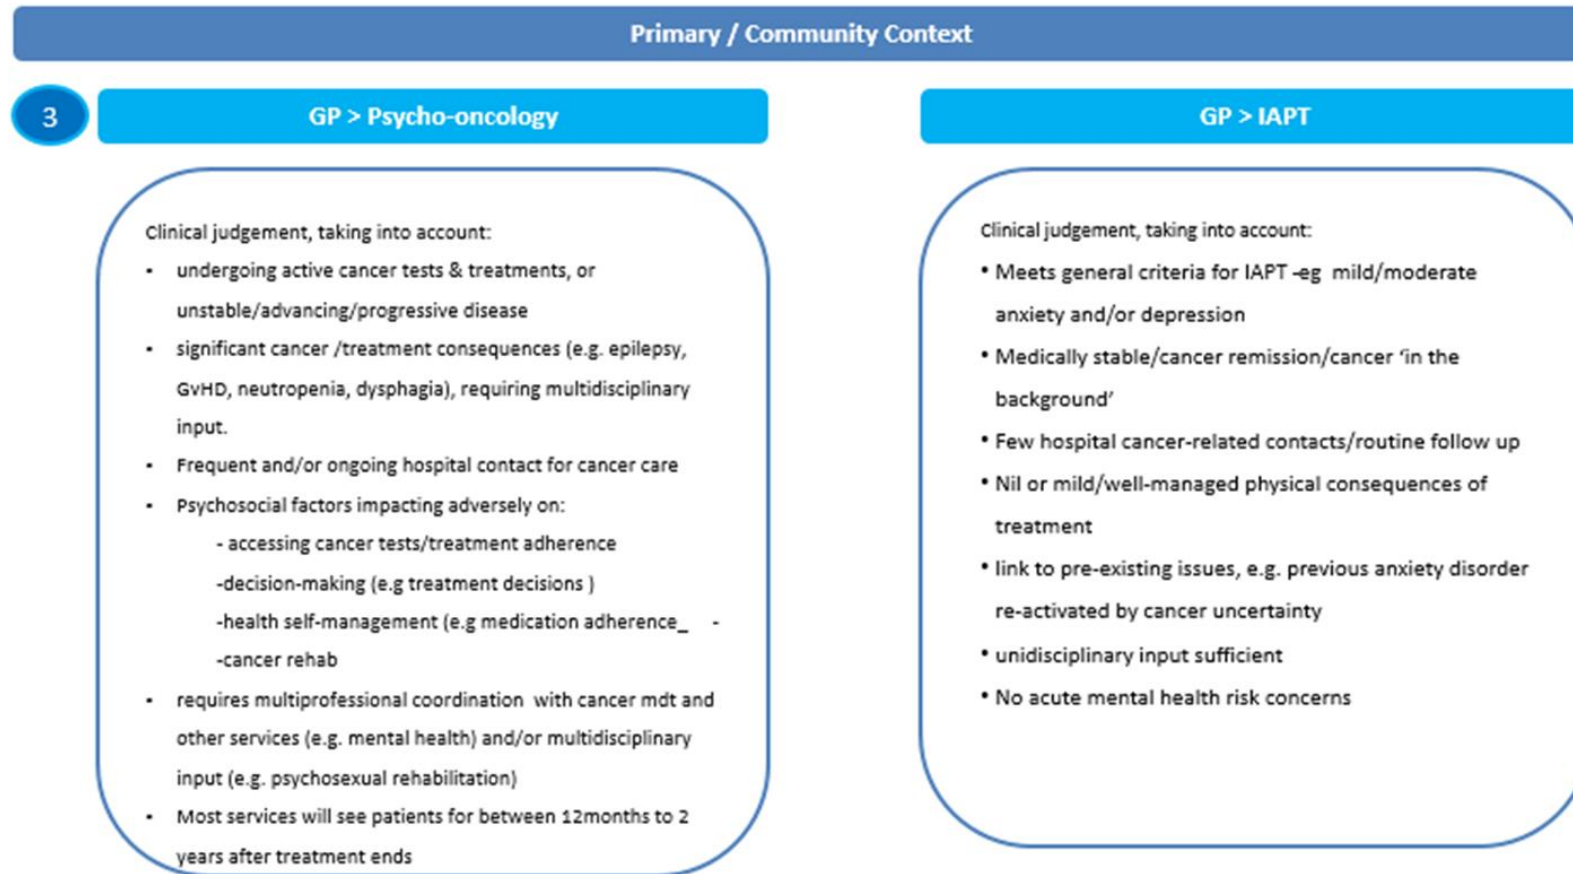 Primary / Community Context
3
GP > Psycho-oncology
Clinical judgement, taking into account:
▪ undergoing active cancer tests & treatments, or
unstable/advancing/progressive disease
▪ significant cancer /treatment consequences (e.g. epilepsy,
GvHD, neutropenia, dysphagia), requiring multidisciplinary
input.
▪ Frequent and/or ongoing hospital contact for cancer care
▪ Psychosocial factors impacting adversely on:
- accessing cancer tests/treatment adherence
-decision-making (e.g treatment decisions )
-health self-management (e.g medication adherence_ -
-cancer rehab
▪ requires multiprofessional coordination with cancer mdt and
other services (e.g. mental health) and/or multidisciplinary
input (e.g. psychosexual rehabilitation)
▪ Most services will see patients for between 12months to 2
years after treatment ends
GP > IAPT
Clinical judgement, taking into account:
• Meets general criteria for IAPT -eg mild/moderate
anxiety and/or depression
• Medically stable/cancer remission/cancer ‘in the
background’
• Few hospital cancer-related contacts/routine follow up
• Nil or mild/well-managed physical consequences of
treatment
• link to pre-existing issues, e.g. previous anxiety disorder
re-activated by cancer uncertainty
• unidisciplinary input sufficient
• No acute mental health risk concerns